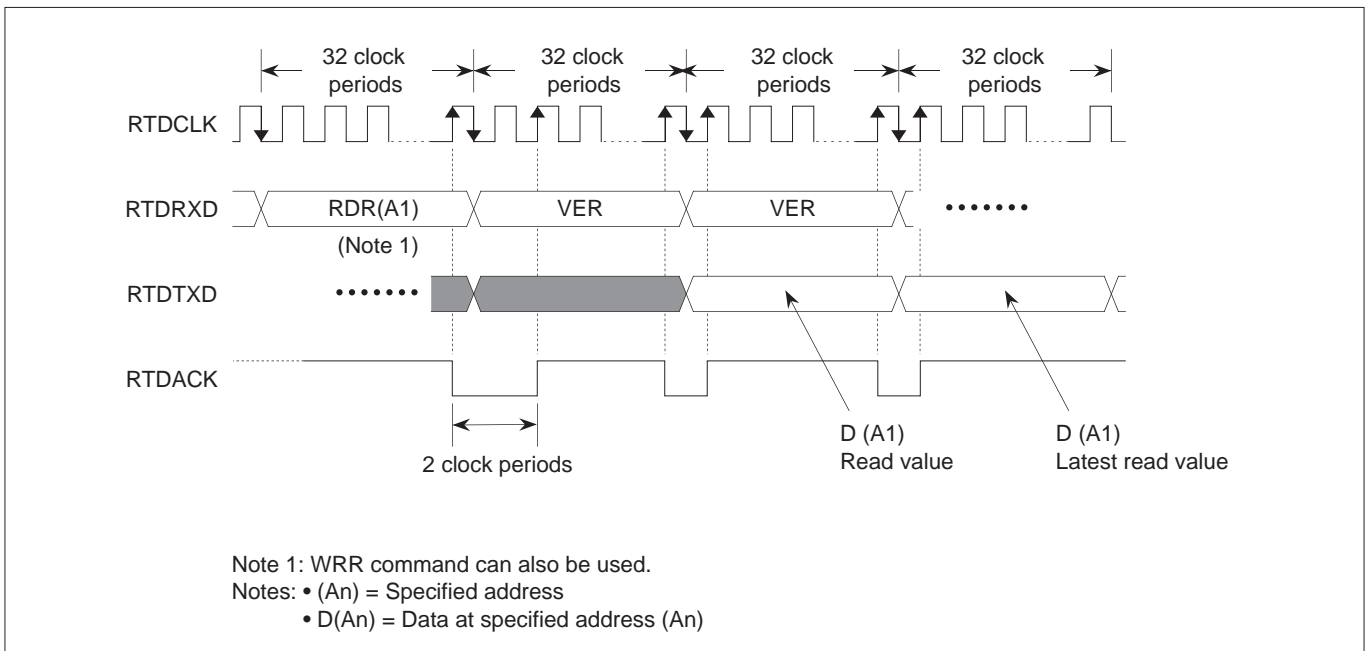 32 clock periods
32 clock periods
32 clock periods
32 clock periods
RTDCLK
RTDRXD
RDR(A1)
VER
VER
•••••••
(Note 1)
RTDTXD
•••••••
RTDACK
2 clock periods
D (A1)
Read value
D (A1)
Latest read value
Note 1: WRR command can also be used.
Notes: • (An) = Specified address
• D(An) = Data at specified address (An)